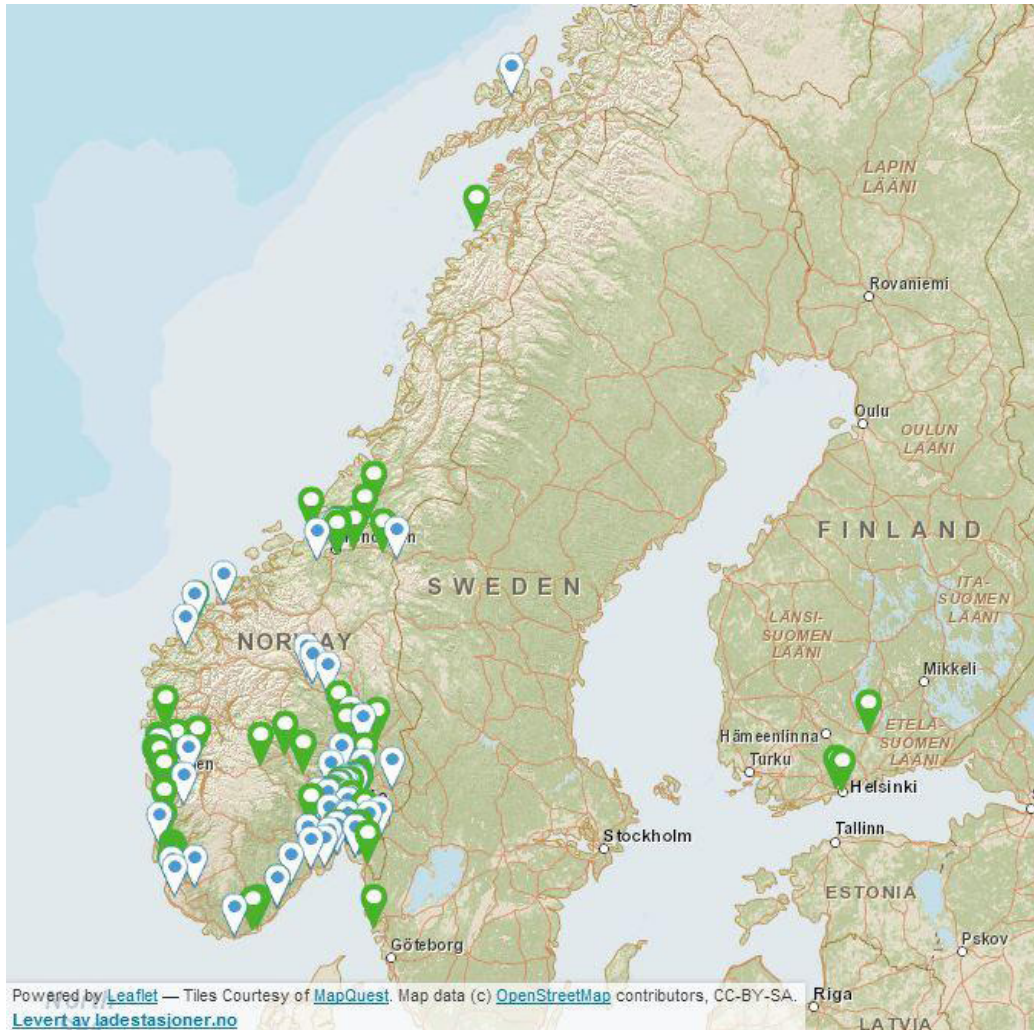 LAPIN
LÄÄNI
Rovaniemi
Oulu
OULUN
LÄÄNI
FINLAND
SWEDEN
ITA-
SUOMEN
LÄÄNI
LÄNSI-
SUOMEN
LÄÄNI
NORWAY
Mikkeli
Hämeenlinna
ETELA-
SUOMEN
LÄÄNI
Turku
Helsinki
Tallinn
Stockholm
ESTONIA
Göteborg
Pskov
Powered by Leaflet — Tiles Courtesy of MapQuest. Map data (c) OpenStreetMap contributors, CC-BY-SA.
Riga
Levert av ladestasjoner.no
LATVIA